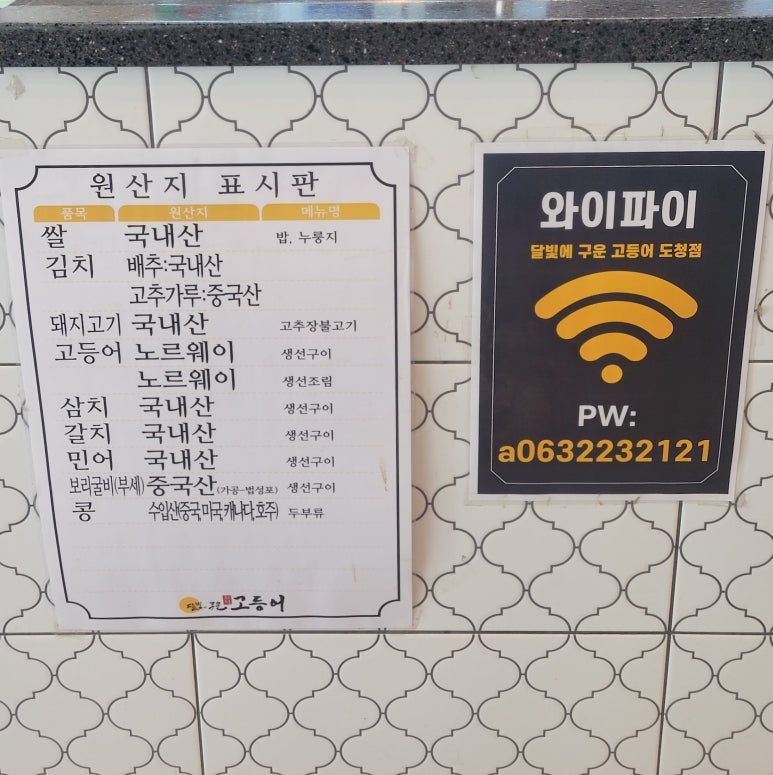 원산지 표시판
품목 원산지 메뉴명
쌀 국내산 밥, 누룽지
김치 배추:국내산
고추가루:중국산
돼지고기 국내산 고추장불고기
고등어 노르웨이 생선구이
노르웨이 생선조림
삼치 국내산 생선구이
갈치 국내산 생선구이
민어 국내산 생선구이
보리굴비(부세) 중국산(가공-법성포) 생선구이
콩 수입산(중국,미국,캐나다,호주) 두부류
달빛에 구운 고등어
와이파이
달빛에 구운 고등어 도청점
PW:
a0632232121